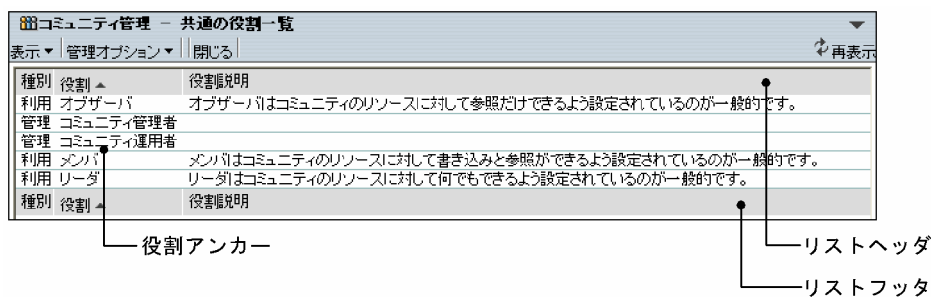 コミュニティ管理 － 共通の役割一覧
表示▼ 管理オプション▼ 閉じる 再表示
種別 役割▲ 役割説明
利用 オブザーバ オブザーバはコミュニティのリソースに対して参照だけできるよう設定されているのが一般的です。
管理 コミュニティ管理者
管理 コミュニティ運用者
利用 メンバ メンバはコミュニティのリソースに対して書き込みと参照ができるよう設定されているのが一般的です。
利用 リーダ リーダはコミュニティのリソースに対して何でもできるよう設定されているのが一般的です。
種別 役割▲ 役割説明
役割アンカー リストヘッダ
リストフッタ